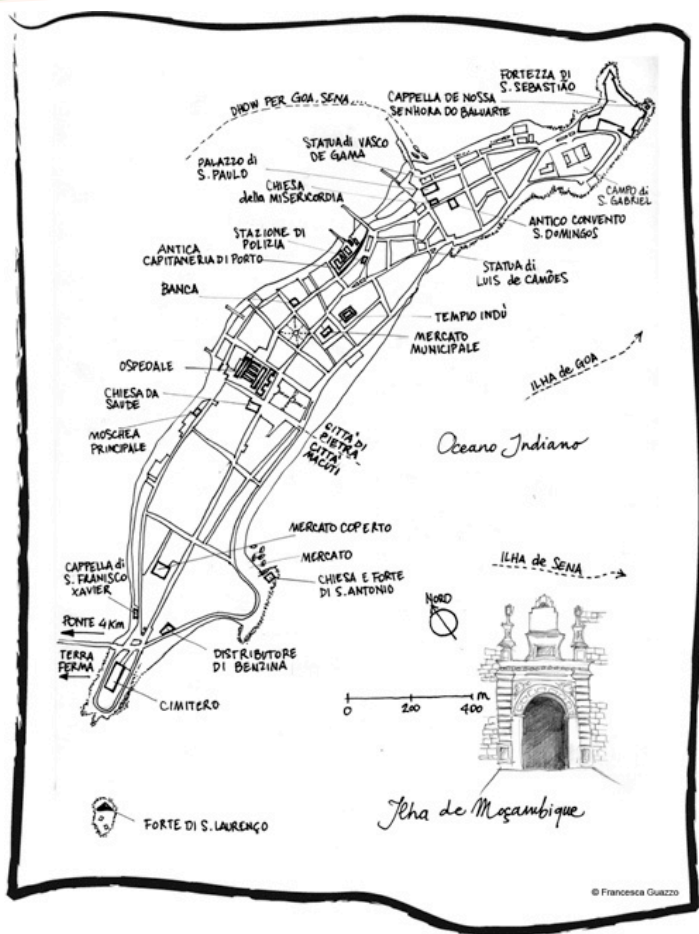 FORTEZZA DI
S. SEBASTIÃO
CAPPELLA DE NOSSA
SENHORA DO BALUARTE
DHOW PER GOA, SENA...
STATUA di VASCO
DE GAMA
PALAZZO di
S. PAULO
CHIESA
della MISERICORDIA
CAMPO di
S. GABRIEL
ANTICO CONVENTO
S. DOMINGOS
STAZIONE DI
POLIZIA
ANTICA
CAPITANERIA DI PORTO
STATUA di
LUIS de CAMÕES
BANCA
TEMPIO INDÙ
MERCATO
MUNICIPALE
ILHA de GOA
OSPEDALE
CHIESA DA
SAUDE
MOSCHEA
PRINCIPALE
CITTA' DI
PIETRA
CITTA'
MACUTI
Oceano Indiano
MERCATO COPERTO
MERCATO
CHIESA E FORTE
DI S. ANTONIO
ILHA de SENA
CAPPELLA di
S. FRANISCO
XAVIER
NORD
PONTE 4 Km
TERRA
FERMA
DISTRIBUTORE
DI BENZINA
CIMITERO
0 200 400 m
Ilha de Moçambique
FORTE DI S. LAURENÇO
© Francesca Guazzo